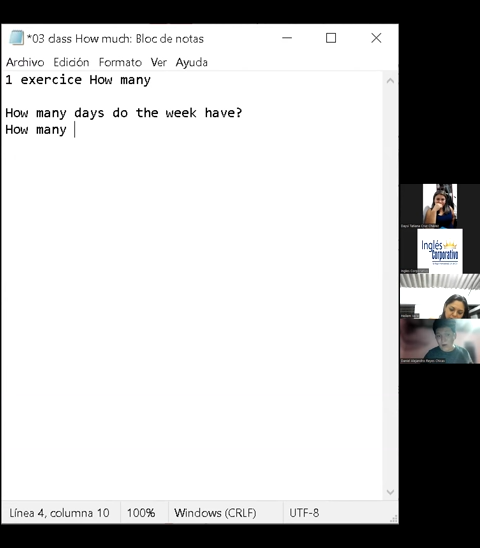 *03 class How much: Bloc de notas
Archivo Edición Formato Ver Ayuda
1 exercice How many
How many days do the week have?
How many
Inglés
Corporativo
Línea 4, columna 10 100% Windows (CRLF) UTF-8